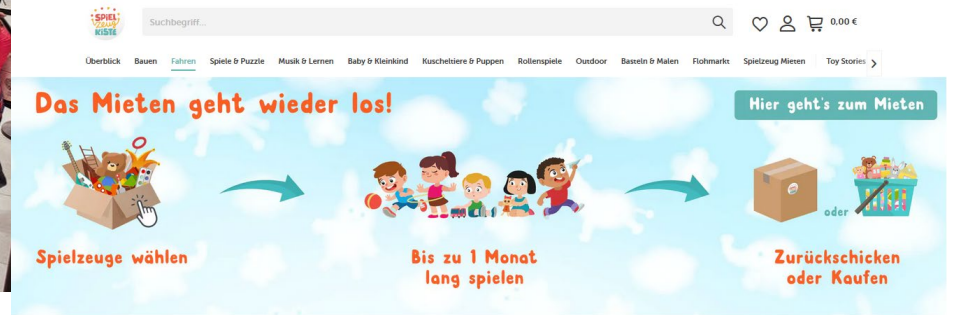 SPIEL
ZEUG
KISTE
Suchbegriff...
0,00 €
Überblick Bauen Fahren Spiele & Puzzle Musik & Lernen Baby & Kleinkind Kuscheltiere & Puppen Rollenspiele Outdoor Basteln & Malen Flohmarkt Spielzeug Mieten Toy Stories
Das Mieten geht wieder los!
Hier geht's zum Mieten
oder
Spielzeuge wählen
Bis zu 1 Monat
lang spielen
Zurückschicken
oder Kaufen